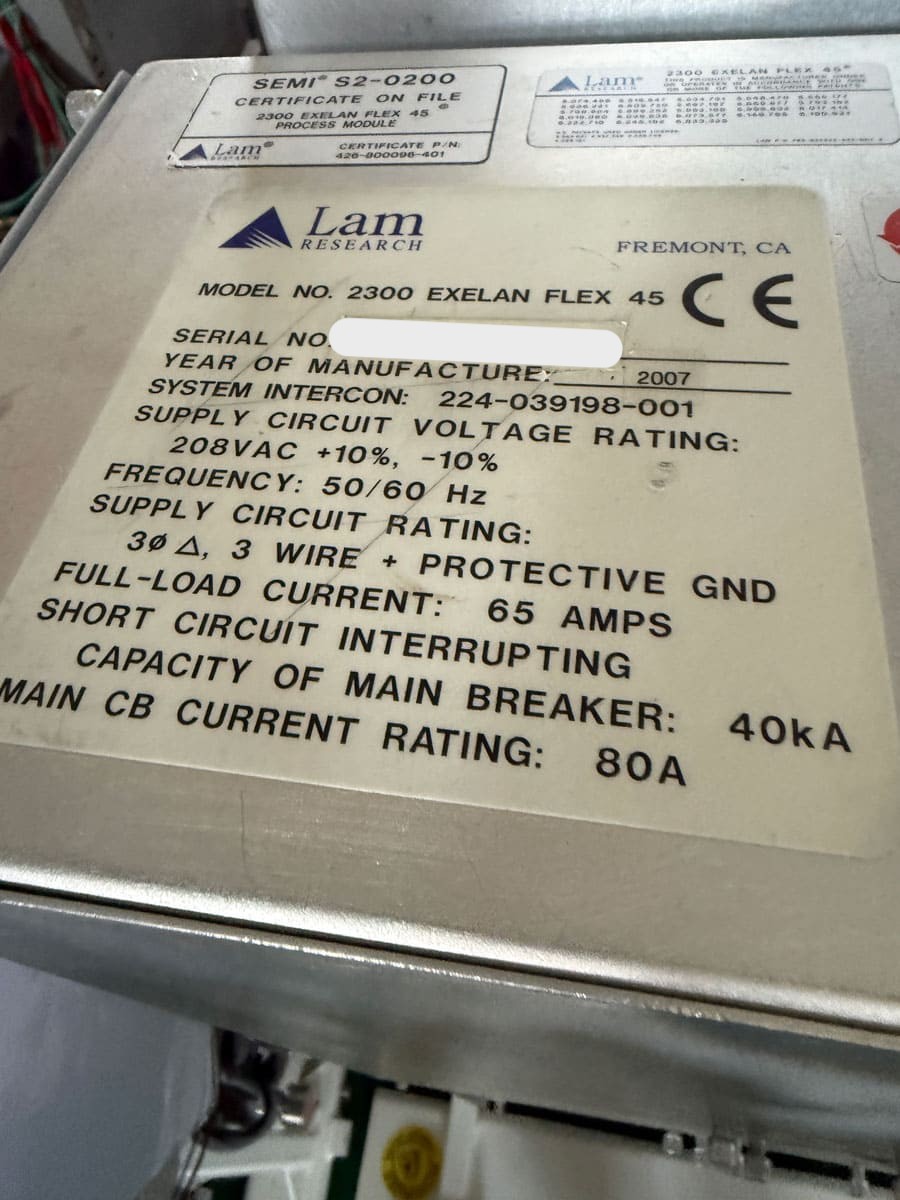 SEMI® S2-0200
CERTIFICATE ON FILE
2300 EXELAN FLEX 45
PROCESS MODULE
Lam®
RESEARCH
CERTIFICATE P/N:
426-800096-401
Lam®
RESEARCH
2300 EXELAN FLEX 45®
Lam
RESEARCH
FREMONT, CA
MODEL NO. 2300 EXELAN FLEX 45
CE
SERIAL NO
YEAR OF MANUFACTURE: 2007
SYSTEM INTERCON: 224-039198-001
SUPPLY CIRCUIT VOLTAGE RATING:
208VAC +10%, -10%
FREQUENCY: 50/60 Hz
SUPPLY CIRCUIT RATING:
3Ø Δ, 3 WIRE + PROTECTIVE GND
FULL-LOAD CURRENT: 65 AMPS
SHORT CIRCUIT INTERRUPTING
CAPACITY OF MAIN BREAKER: 40kA
MAIN CB CURRENT RATING: 80A